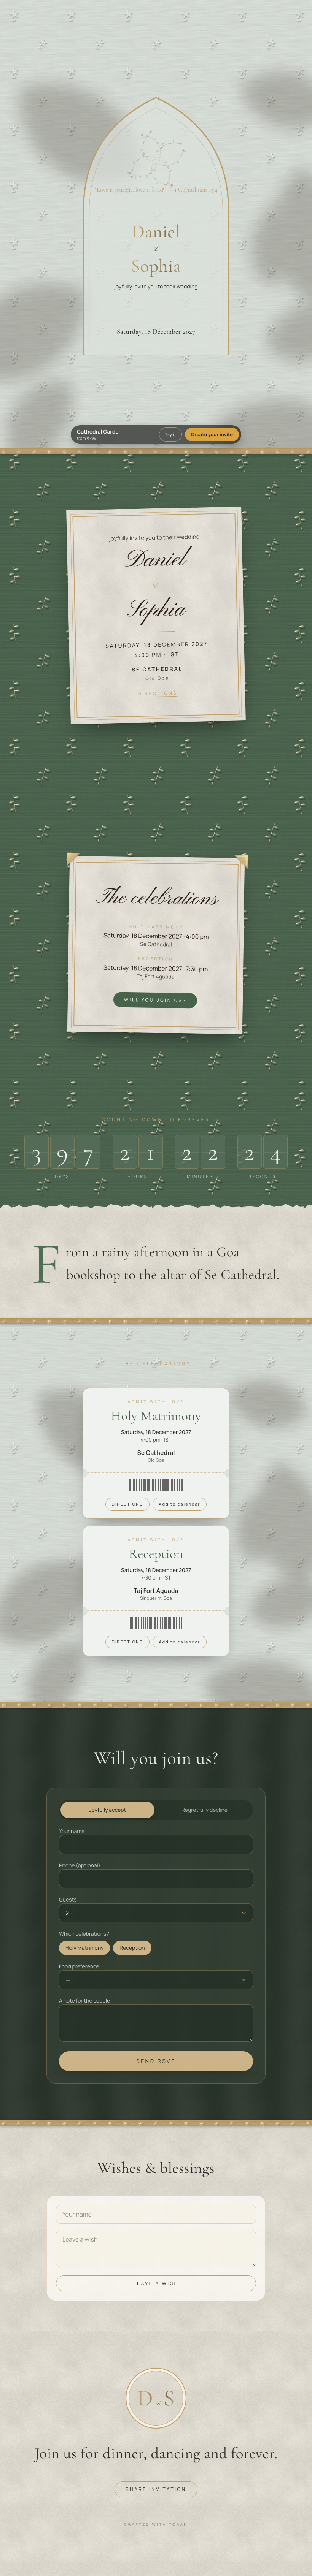 "Love is patient, love is kind." — 1 Corinthians 13:4
Daniel
&
Sophia
joyfully invite you to their wedding
Saturday, 18 December 2027
Cathedral Garden
from ₹799
Try it
Create your invite
joyfully invite you to their wedding
Daniel
&
Sophia
SATURDAY, 18 DECEMBER 2027
4:00 PM · IST
SE CATHEDRAL
Old Goa
DIRECTIONS
The celebrations
HOLY MATRIMONY
Saturday, 18 December 2027 · 4:00 pm
Se Cathedral
RECEPTION
Saturday, 18 December 2027 · 7:30 pm
Taj Fort Aguada
WILL YOU JOIN US?
COUNTING DOWN TO FOREVER
397 21 22 24
DAYS HOURS MINUTES SECONDS
From a rainy afternoon in a Goa
bookshop to the altar of Se Cathedral.
THE CELEBRATIONS
ADMIT WITH LOVE
Holy Matrimony
Saturday, 18 December 2027
4:00 pm · IST
Se Cathedral
Old Goa
DIRECTIONS
Add to calendar
ADMIT WITH LOVE
Reception
Saturday, 18 December 2027
7:30 pm · IST
Taj Fort Aguada
Sinquerim, Goa
DIRECTIONS
Add to calendar
Will you join us?
Joyfully accept
Regretfully decline
Your name
Phone (optional)
Guests
2
Which celebrations?
Holy Matrimony
Reception
Food preference
—
A note for the couple
SEND RSVP
Wishes & blessings
Your name
Leave a wish
LEAVE A WISH
D & S
Join us for dinner, dancing and forever.
SHARE INVITATION
CRAFTED WITH